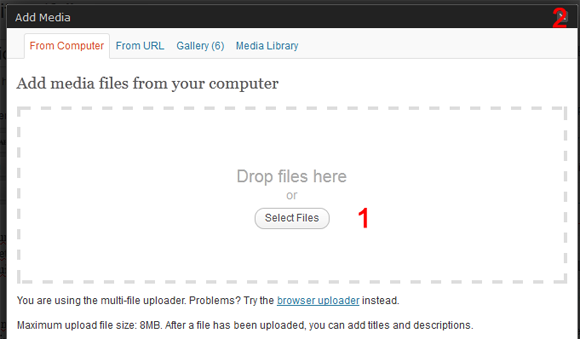 Add Media
2
From Computer From URL Gallery (6) Media Library
Add media files from your computer
Drop files here
or
Select Files
1
You are using the multi-file uploader. Problems? Try the browser uploader instead.
Maximum upload file size: 8MB. After a file has been uploaded, you can add titles and descriptions.